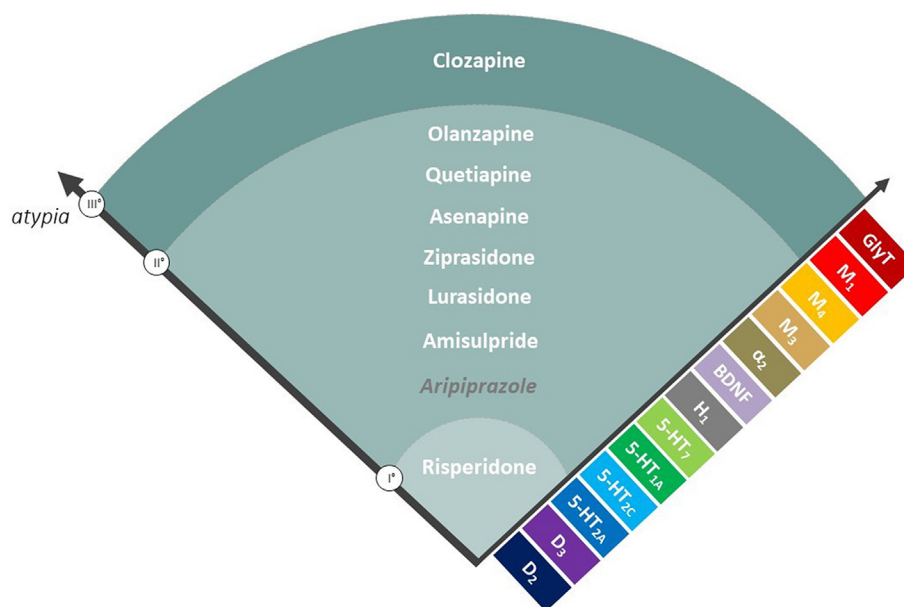 Clozapine
Olanzapine
Quetiapine
Asenapine
Ziprasidone
Lurasidone
Amisulpride
Aripiprazole
Risperidone
atypia
III°
II°
I°
GlyT
M₁
M₄
M₃
α₂
BDNF
H₁
5-HT₇
5-HT₁A
5-HT₂C
5-HT₂A
D₃
D₂